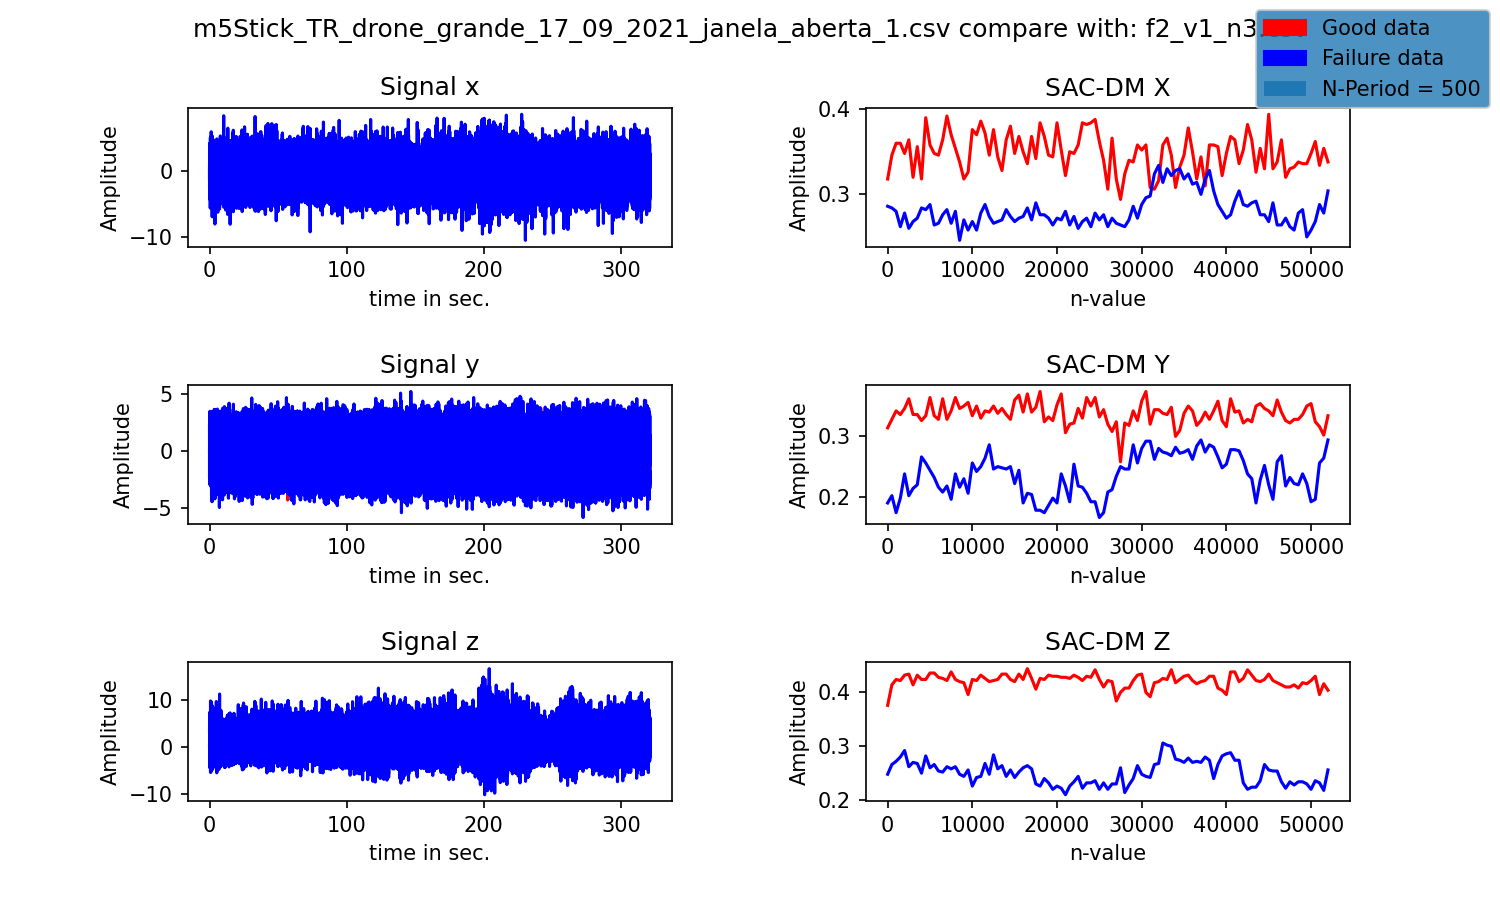 m5Stick_TR_drone_grande_17_09_2021_janela_aberta_1.csv compare with: f2_v1_n3
Good data
Failure data
N-Period = 500
Signal x
Amplitude
0
−10
0 100 200 300
time in sec.
SAC-DM X
Amplitude
0.4
0.3
0 10000 20000 30000 40000 50000
n-value
Signal y
Amplitude
5
0
−5
0 100 200 300
time in sec.
SAC-DM Y
Amplitude
0.3
0.2
0 10000 20000 30000 40000 50000
n-value
Signal z
Amplitude
10
0
−10
0 100 200 300
time in sec.
SAC-DM Z
Amplitude
0.4
0.3
0.2
0 10000 20000 30000 40000 50000
n-value